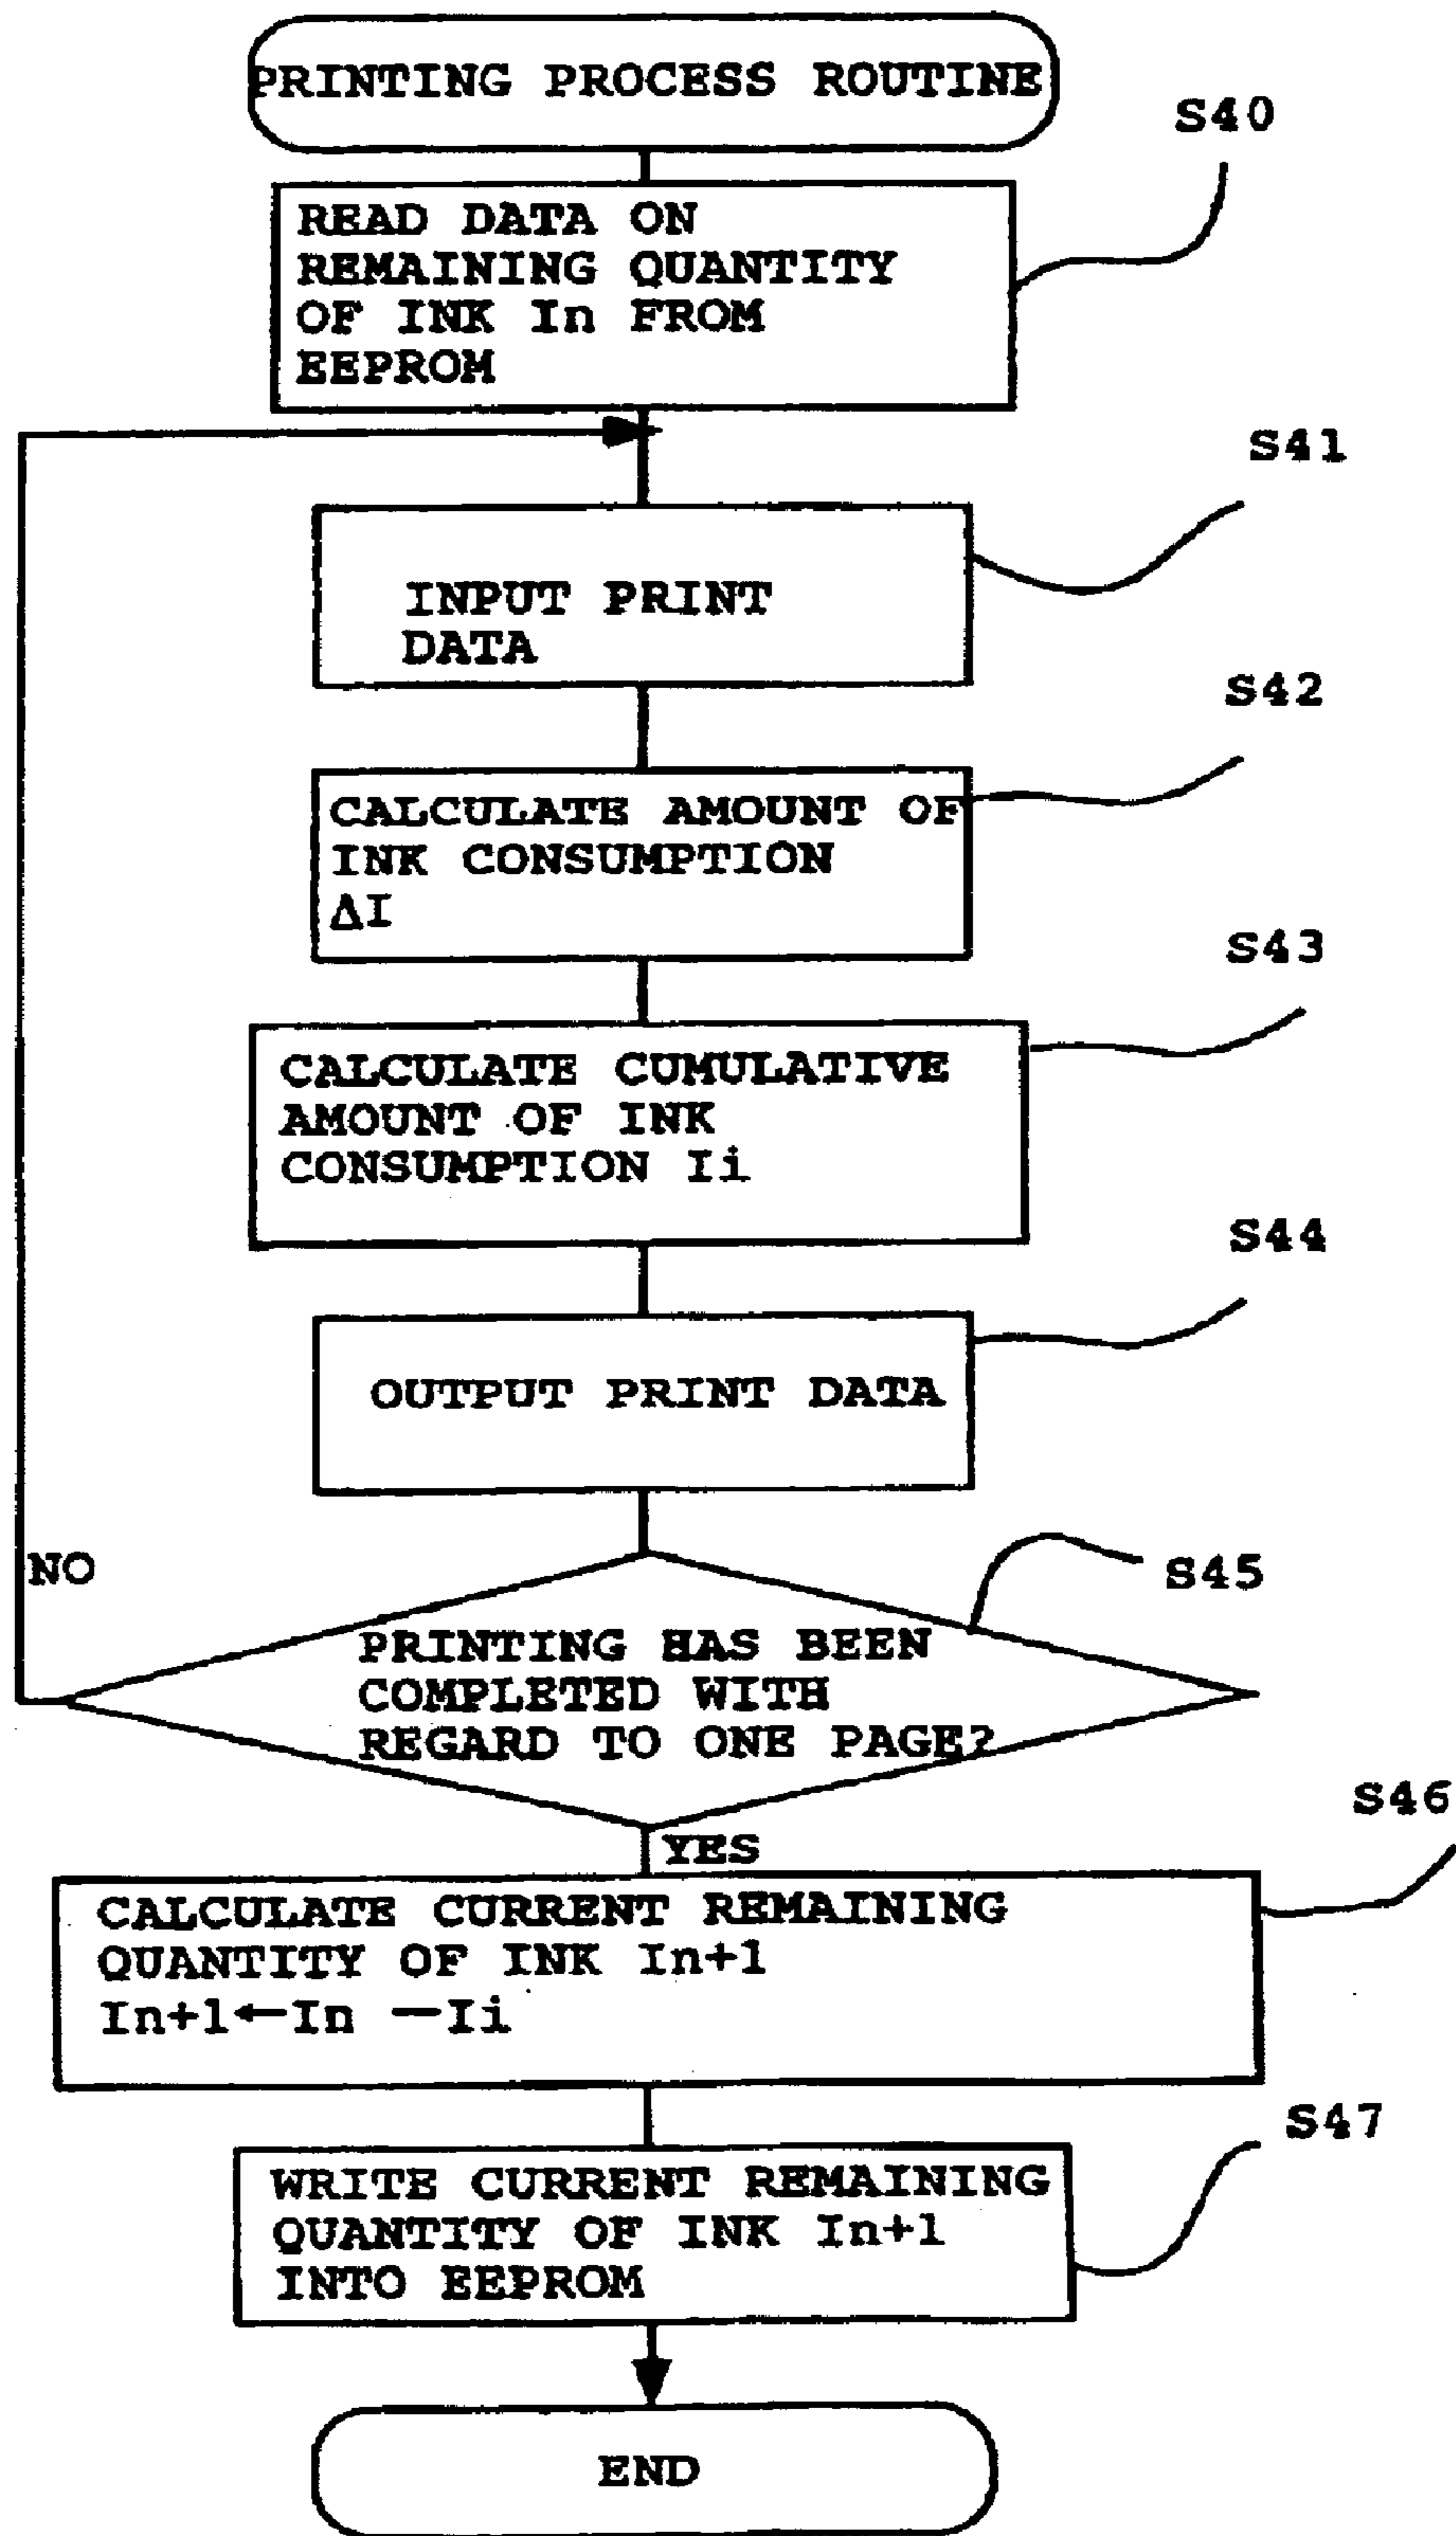 PRINTING PROCESS ROUTINE
S40
READ DATA ON
REMAINING QUANTITY
OF INK In FROM
EEPROM
S41
INPUT PRINT
DATA
S42
CALCULATE AMOUNT OF
INK CONSUMPTION
ΔI
S43
CALCULATE CUMULATIVE
AMOUNT OF INK
CONSUMPTION Ii
S44
OUTPUT PRINT DATA
NO
S45
PRINTING HAS BEEN
COMPLETED WITH
REGARD TO ONE PAGE?
S46
YES
CALCULATE CURRENT REMAINING
QUANTITY OF INK In+1
In+1←In —Ii
S47
WRITE CURRENT REMAINING
QUANTITY OF INK In+1
INTO EEPROM
END